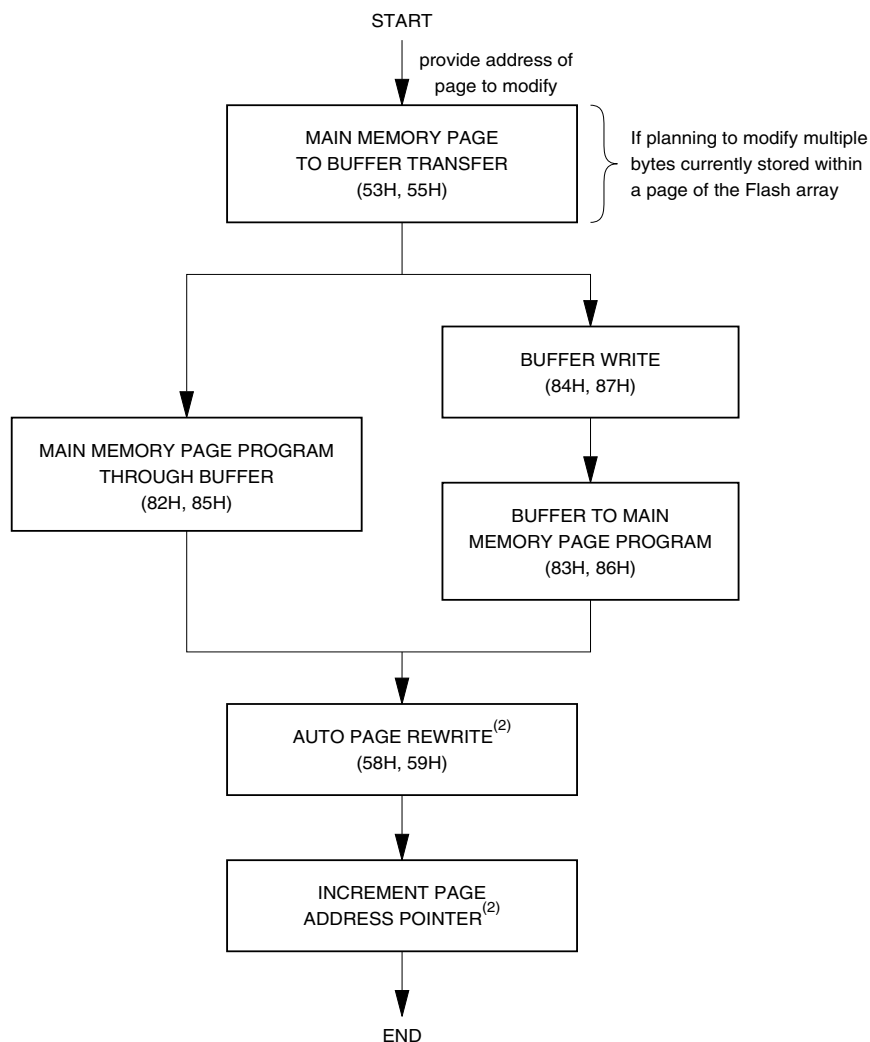 START
provide address of
page to modify
MAIN MEMORY PAGE
TO BUFFER TRANSFER
(53H, 55H)
If planning to modify multiple
bytes currently stored within
a page of the Flash array
BUFFER WRITE
(84H, 87H)
MAIN MEMORY PAGE PROGRAM
THROUGH BUFFER
(82H, 85H)
BUFFER TO MAIN
MEMORY PAGE PROGRAM
(83H, 86H)
AUTO PAGE REWRITE(2)
(58H, 59H)
INCREMENT PAGE
ADDRESS POINTER(2)
END